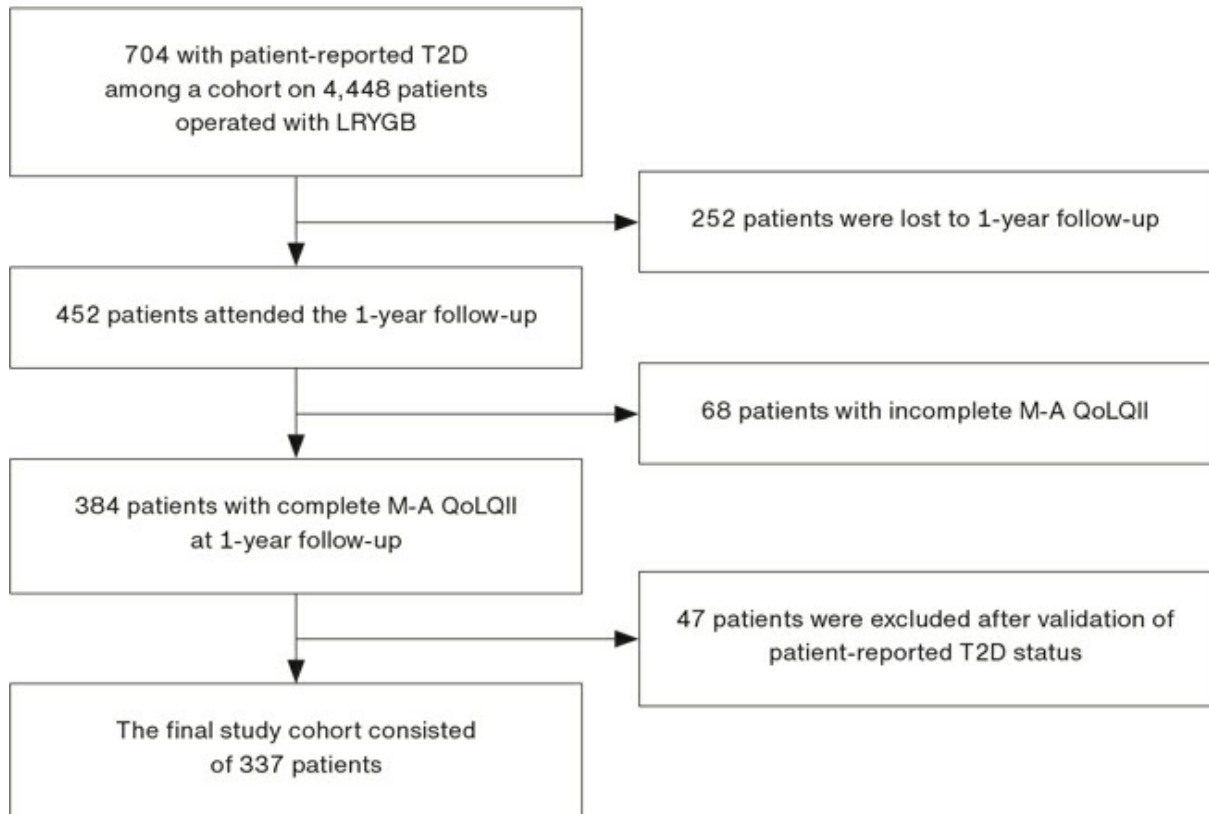 704 with patient-reported T2D
among a cohort on 4,448 patients
operated with LRYGB
252 patients were lost to 1-year follow-up
452 patients attended the 1-year follow-up
68 patients with incomplete M-A QoLQII
384 patients with complete M-A QoLQII
at 1-year follow-up
47 patients were excluded after validation of
patient-reported T2D status
The final study cohort consisted
of 337 patients